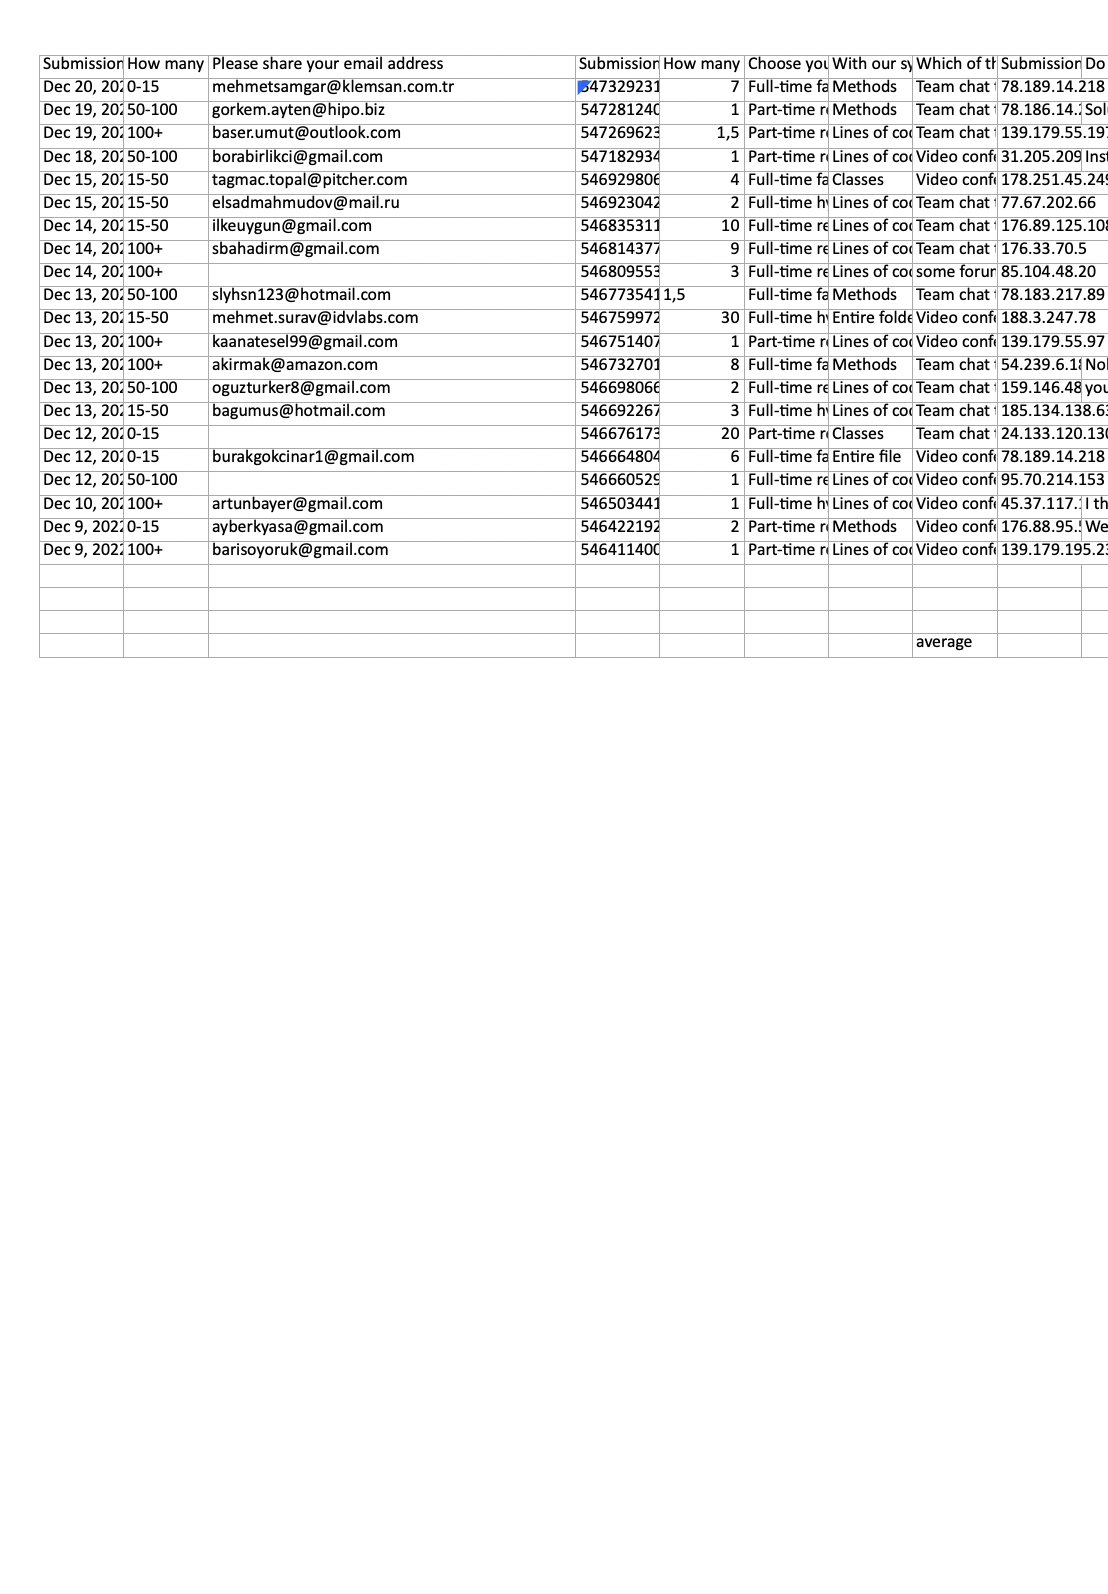 Submission How many Please share your email address Submission How many Choose you With our sy Which of th Submission Do
Dec 20, 202 0-15 mehmetsamgar@klemsan.com.tr 547329231 7 Full-time fa Methods Team chat 78.189.14.218
Dec 19, 202 50-100 gorkem.ayten@hipo.biz 547281240 1 Part-time r Methods Team chat 78.186.14. Sol
Dec 19, 202 100+ baser.umut@outlook.com 547269623 1,5 Part-time r Lines of co Team chat 139.179.55.197
Dec 18, 202 50-100 borabirlikci@gmail.com 547182934 1 Part-time r Lines of co Video conf 31.205.209 Inst
Dec 15, 202 15-50 tagmac.topal@pitcher.com 546929806 4 Full-time fa Classes Video conf 178.251.45.249
Dec 15, 202 15-50 elsadmahmudov@mail.ru 546923042 2 Full-time h Lines of co Team chat 77.67.202.66
Dec 14, 202 15-50 ilkeuygun@gmail.com 546835311 10 Full-time re Lines of co Team chat 176.89.125.108
Dec 14, 202 100+ sbahadirm@gmail.com 546814377 9 Full-time re Lines of co Team chat 176.33.70.5
Dec 14, 202 100+ 546809553 3 Full-time re Lines of co some forur 85.104.48.20
Dec 13, 202 50-100 slyhsn123@hotmail.com 546773541 1,5 Full-time fa Methods Team chat 78.183.217.89
Dec 13, 202 15-50 mehmet.surav@idvlabs.com 546759972 30 Full-time h Entire folde Video conf 188.3.247.78
Dec 13, 202 100+ kaanatesel99@gmail.com 546751407 1 Part-time r Lines of co Video conf 139.179.55.97
Dec 13, 202 100+ akirmak@amazon.com 546732701 8 Full-time fa Methods Team chat 54.239.6.18 Nol
Dec 13, 202 50-100 oguzturker8@gmail.com 546698066 2 Full-time re Lines of co Team chat 159.146.48 you
Dec 13, 202 15-50 bagumus@hotmail.com 546692267 3 Full-time h Lines of co Team chat 185.134.138.63
Dec 12, 202 0-15 546676173 20 Part-time r Classes Team chat 24.133.120.130
Dec 12, 202 0-15 burakgokcinar1@gmail.com 546664804 6 Full-time fa Entire file Video conf 78.189.14.218
Dec 12, 202 50-100 546660529 1 Full-time re Lines of co Video conf 95.70.214.153
Dec 10, 202 100+ artunbayer@gmail.com 546503441 1 Full-time h Lines of co Video conf 45.37.117. I th
Dec 9, 2022 0-15 ayberkyasa@gmail.com 546422192 2 Part-time r Methods Video conf 176.88.95. We
Dec 9, 2022 100+ barisoyoruk@gmail.com 546411400 1 Part-time r Lines of co Video conf 139.179.195.23
average